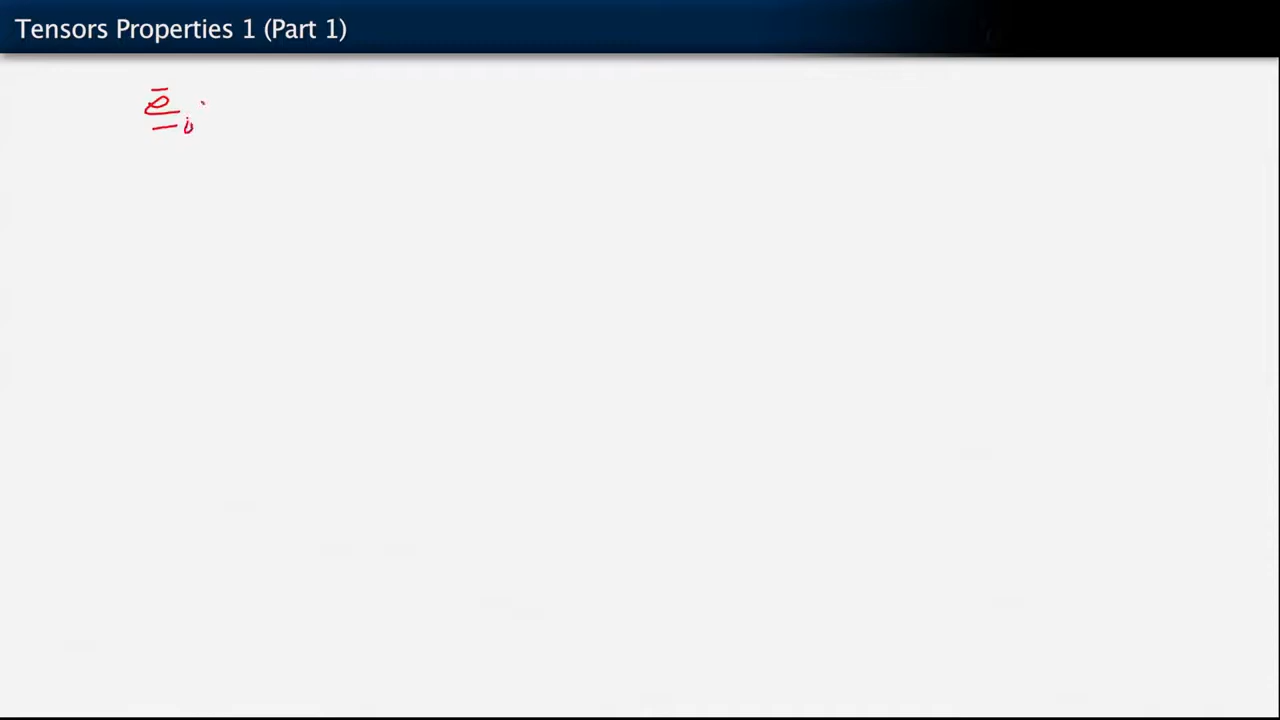 Tensors Properties 1 (Part 1)
ē̲ᵢ